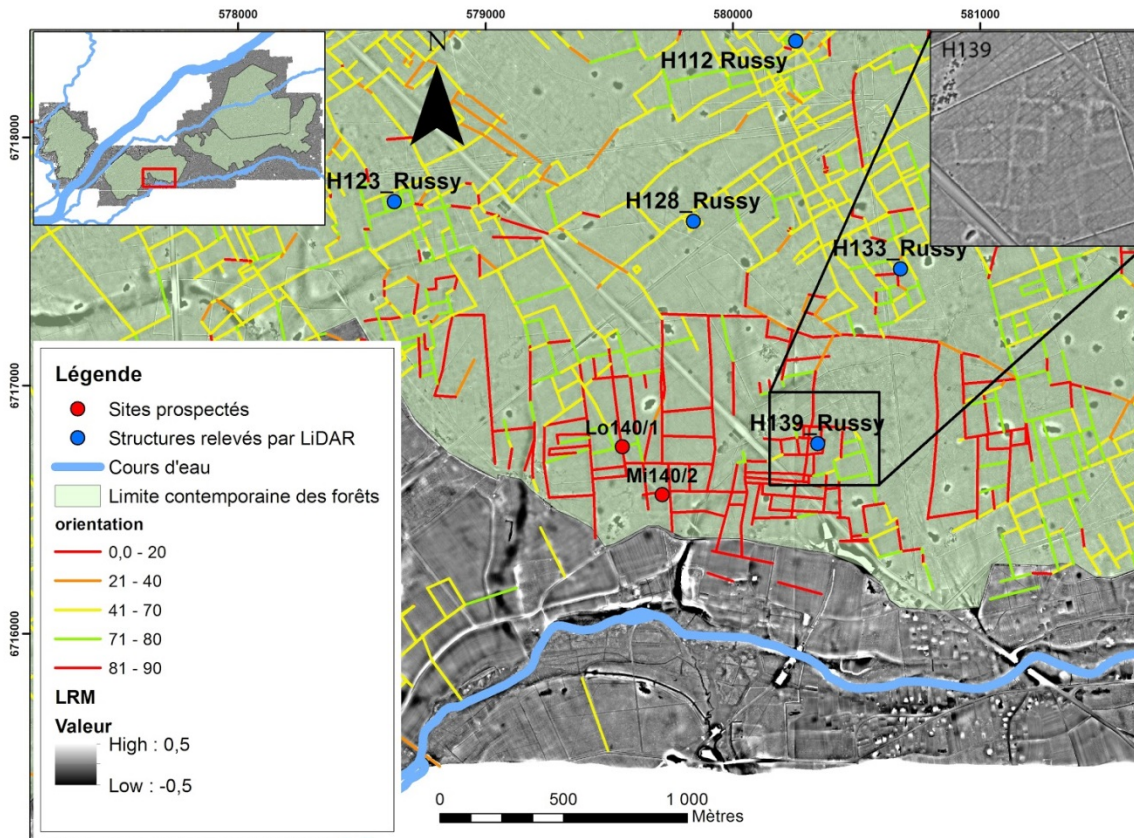 578000
579000
580000
581000
6718000
6717000
6716000
N
H112 Russy
H139
H123_Russy
H128_Russy
H133_Russy
Lo140/1
H139_Russy
Mi140/2
Légende
Sites prospectés
Structures relevés par LiDAR
Cours d'eau
Limite contemporaine des forêts
orientation
0,0 - 20
21 - 40
41 - 70
71 - 80
81 - 90
LRM
Valeur
High : 0,5
Low : -0,5
0 500 1 000
Mètres